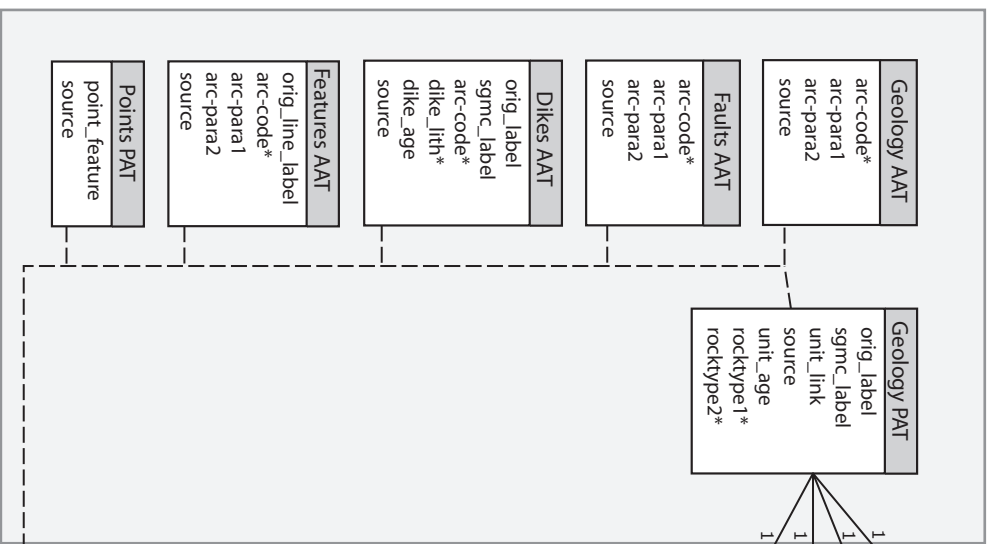 Geology AAT
arc-code*
arc-para1
arc-para2
source
Faults AAT
arc-code*
arc-para1
arc-para2
source
Dikes AAT
orig_label
sgmc_label
arc-code*
dike_lith*
dike_age
source
Features AAT
orig_line_label
arc-code*
arc-para1
arc-para2
source
Points PAT
point_feature
source
Geology PAT
orig_label
sgmc_label
unit_link
source
unit_age
rocktype1*
rocktype2*
1
1
1
1